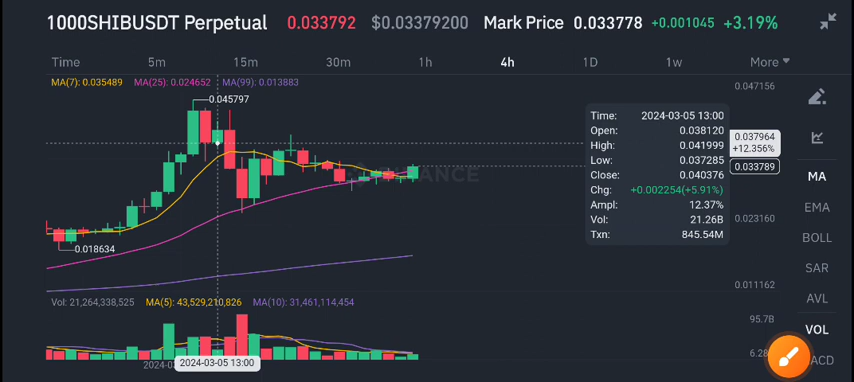 1000SHIBUSDT Perpetual 0.033792 $0.03379200 Mark Price 0.033778 +0.001045 +3.19%
Time 5m 15m 30m 1h 4h 1D 1w More
MA(7): 0.035489 MA(25): 0.024652 MA(99): 0.013883
0.047156
0.045797
Time: 2024-03-05 13:00
Open: 0.038120
High: 0.041999
Low: 0.037285
Close: 0.040376
Chg: +0.002254(+5.91%)
Ampl: 12.37%
Vol: 21.26B
Txn: 845.54M
0.037964
+12.356%
0.033789
BINANCE
0.023160
0.018634
0.011162
MA
EMA
BOLL
SAR
AVL
VOL
Vol: 21,264,338,525 MA(5): 43,529,210,826 MA(10): 31,461,114,454
95.7B
2024-03-05 13:00